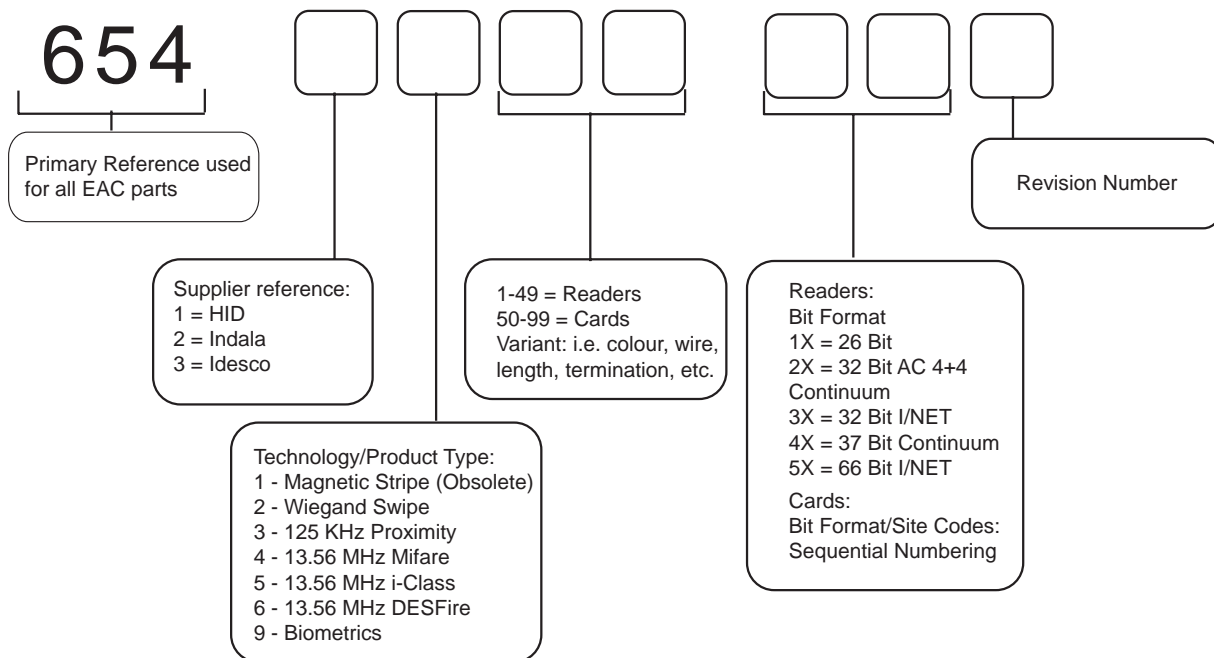 654
Primary Reference used
for all EAC parts
Revision Number
Supplier reference:
1 = HID
2 = Indala
3 = Idesco
1-49 = Readers
50-99 = Cards
Variant: i.e. colour, wire,
length, termination, etc.
Readers:
Bit Format
1X = 26 Bit
2X = 32 Bit AC 4+4
Continuum
3X = 32 Bit I/NET
4X = 37 Bit Continuum
5X = 66 Bit I/NET
Cards:
Bit Format/Site Codes:
Sequential Numbering
Technology/Product Type:
1 - Magnetic Stripe (Obsolete)
2 - Wiegand Swipe
3 - 125 KHz Proximity
4 - 13.56 MHz Mifare
5 - 13.56 MHz i-Class
6 - 13.56 MHz DESFire
9 - Biometrics